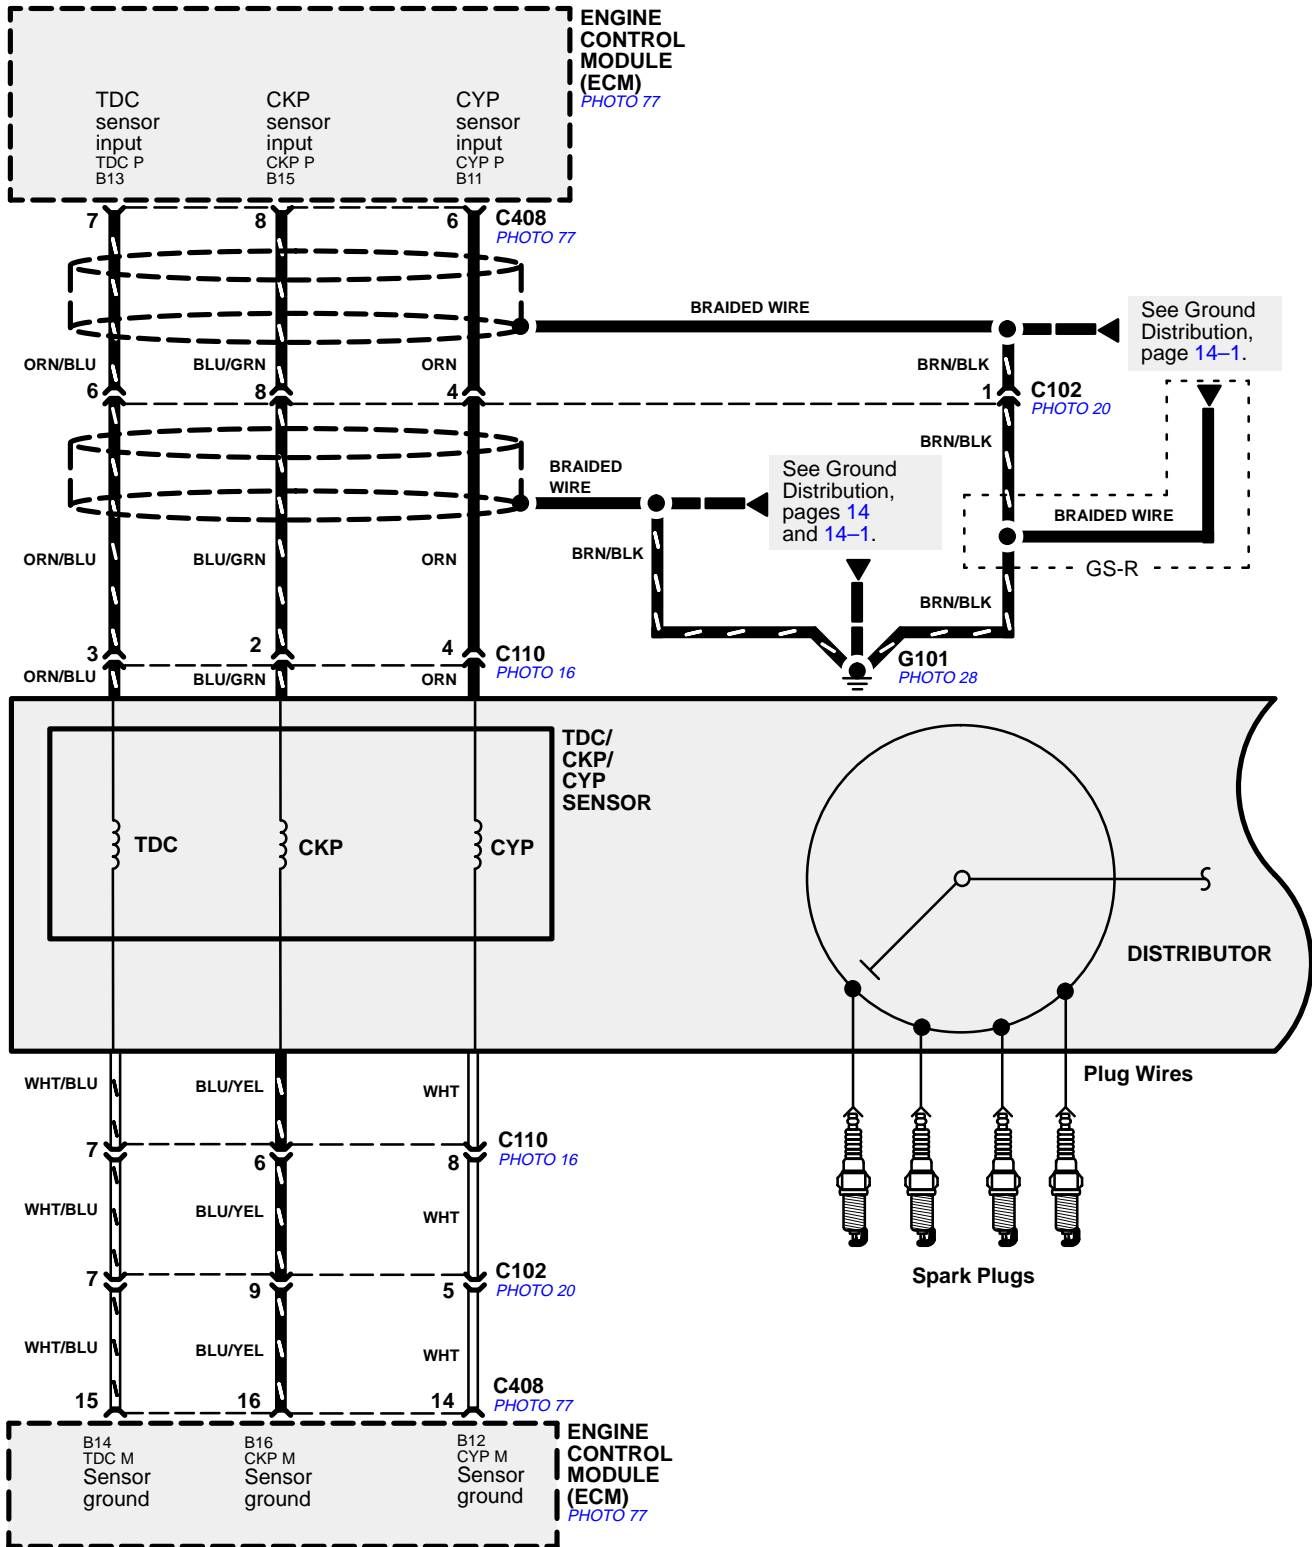 ENGINE
CONTROL
MODULE
(ECM)
PHOTO 77
TDC
sensor
input
TDC P
B13
CKP
sensor
input
CKP P
B15
CYP
sensor
input
CYP P
B11
7
8
6
C408
PHOTO 77
BRAIDED WIRE
See Ground
Distribution,
page 14–1.
ORN/BLU
BLU/GRN
ORN
BRN/BLK
6
8
4
1
C102
PHOTO 20
BRN/BLK
BRAIDED
WIRE
See Ground
Distribution,
pages 14
and 14–1.
BRAIDED WIRE
ORN/BLU
BLU/GRN
ORN
BRN/BLK
GS-R
BRN/BLK
3
2
4
C110
PHOTO 16
G101
PHOTO 28
ORN/BLU
BLU/GRN
ORN
TDC/
CKP/
CYP
SENSOR
TDC
CKP
CYP
DISTRIBUTOR
Plug Wires
WHT/BLU
BLU/YEL
WHT
7
6
8
C110
PHOTO 16
WHT/BLU
BLU/YEL
WHT
Spark Plugs
7
9
5
C102
PHOTO 20
WHT/BLU
BLU/YEL
WHT
15
16
14
C408
PHOTO 77
B14
TDC M
Sensor
ground
B16
CKP M
Sensor
ground
B12
CYP M
Sensor
ground
ENGINE
CONTROL
MODULE
(ECM)
PHOTO 77